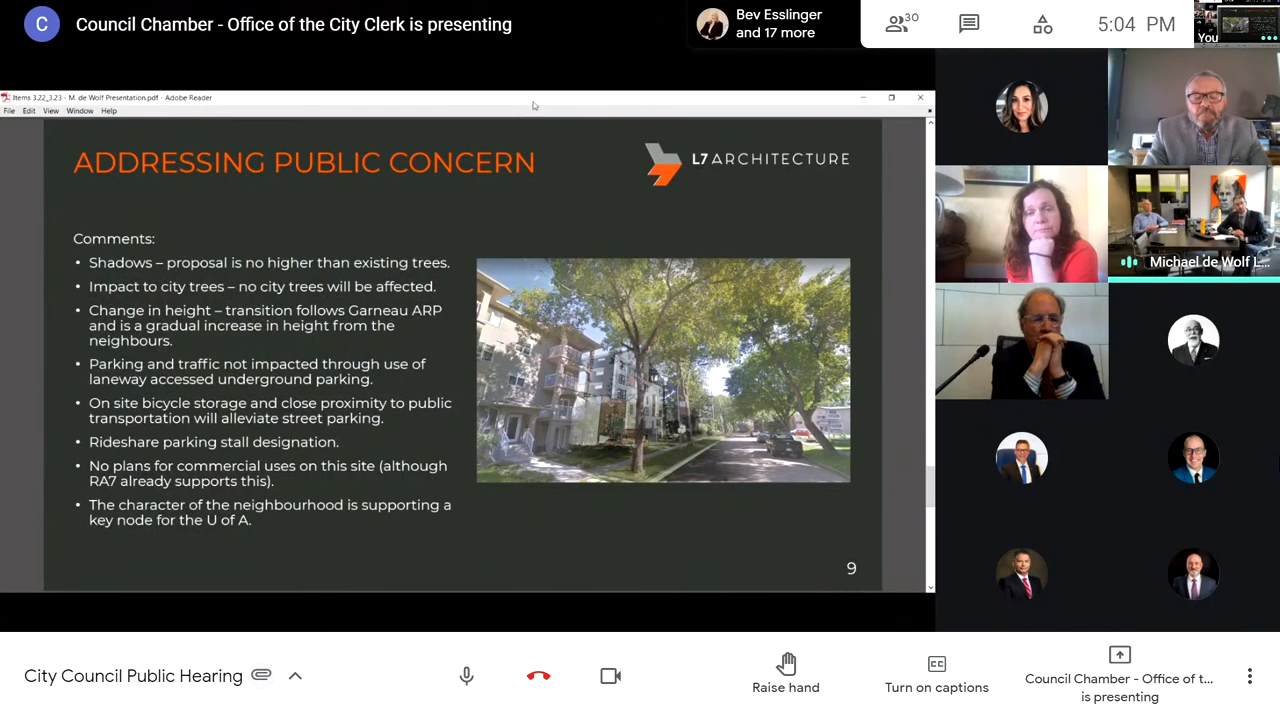 C
Council Chamber - Office of the City Clerk is presenting
Bev Esslinger
and 17 more
30
5:04 PM
You
Items 3.22_3.23 - M. de Wolf Presentation.pdf - Adobe Reader
File Edit View Window Help
ADDRESSING PUBLIC CONCERN
L7 ARCHITECTURE
Comments:
• Shadows – proposal is no higher than existing trees.
• Impact to city trees – no city trees will be affected.
• Change in height – transition follows Garneau ARP
and is a gradual increase in height from the
neighbours.
• Parking and traffic not impacted through use of
laneway accessed underground parking.
• On site bicycle storage and close proximity to public
transportation will alleviate street parking.
• Rideshare parking stall designation.
• No plans for commercial uses on this site (although
RA7 already supports this).
• The character of the neighbourhood is supporting a
key node for the U of A.
9
Michael de Wolf L...
City Council Public Hearing
Raise hand
CC
Turn on captions
Council Chamber - Office of t...
is presenting